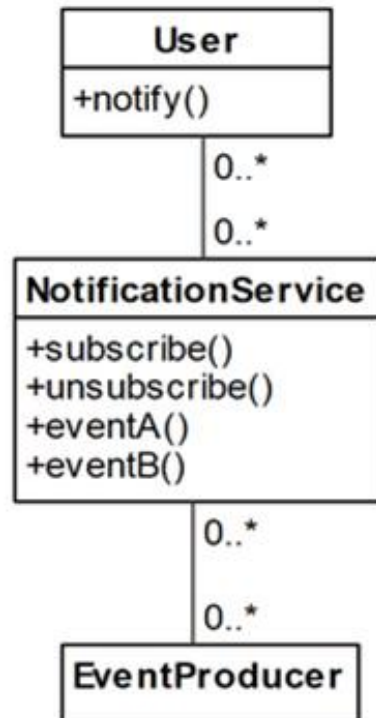 User
+notify()
0..*
0..*
NotificationService
+subscribe()
+unsubscribe()
+eventA()
+eventB()
0..*
0..*
EventProducer